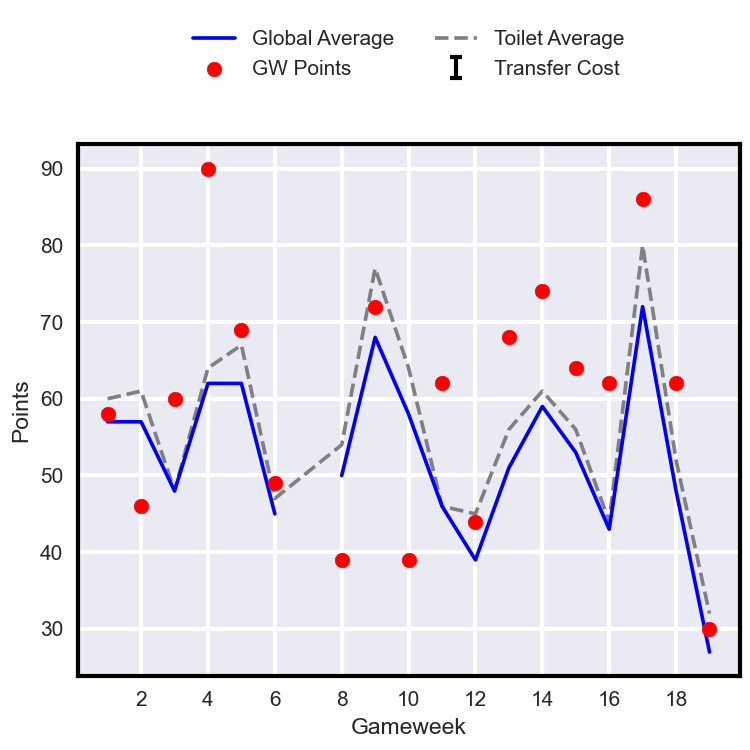 Global Average
Toilet Average
GW Points
Transfer Cost
90
80
70
60
50
40
30
Points
2 4 6 8 10 12 14 16 18
Gameweek